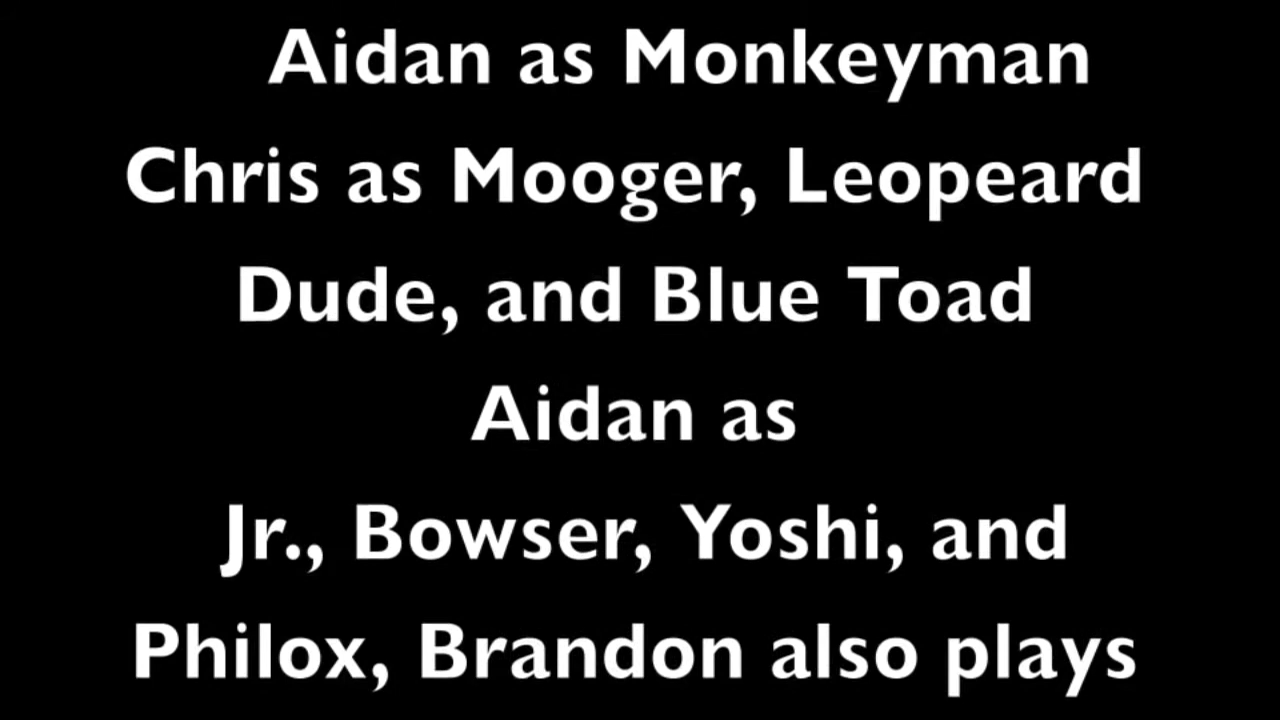 Aidan as Monkeyman
Chris as Mooger, Leopeard
Dude, and Blue Toad
Aidan as
Jr., Bowser, Yoshi, and
Philox, Brandon also plays